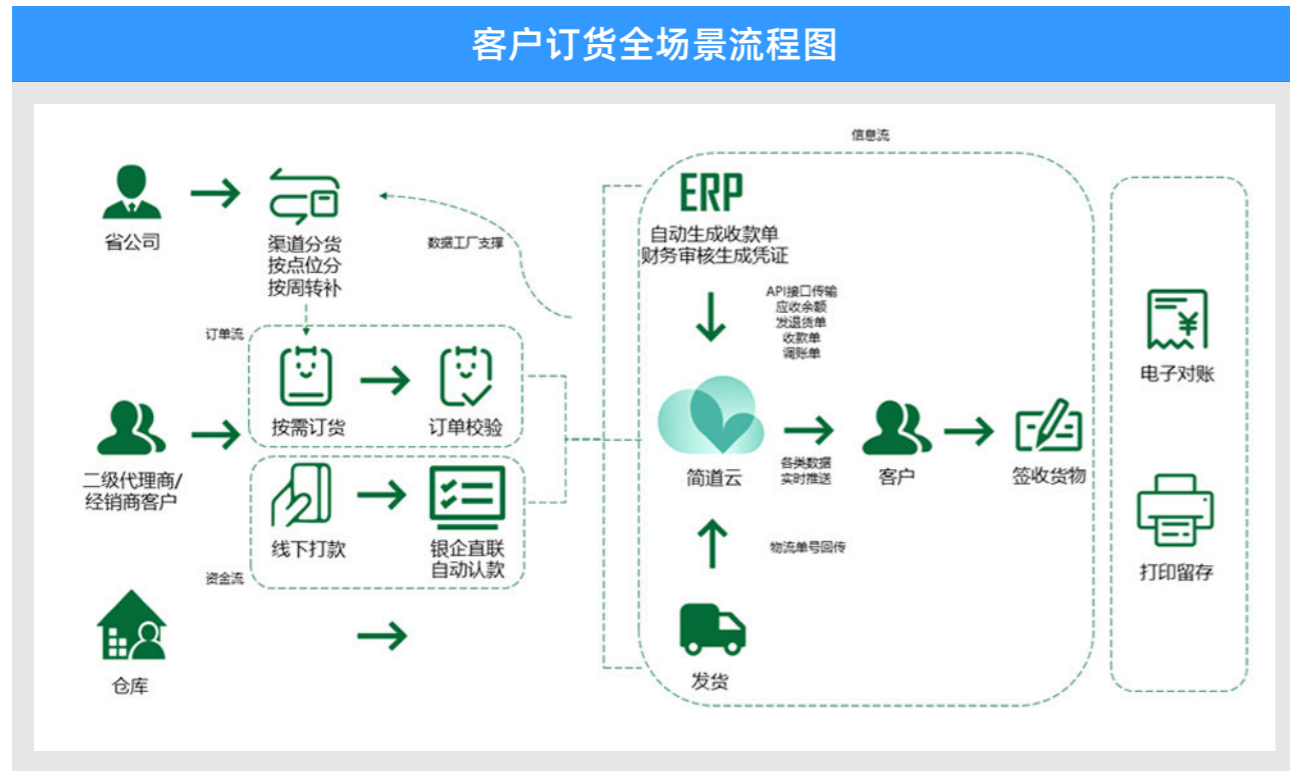 客户订货全场景流程图
信息流
省公司
渠道分货
按点位分
按周转补
数据工厂支撑
ERP
自动生成收款单
财务审核生成凭证
API接口传输
应收余额
发退货单
收款单
调账单
订单流
按需订货
订单校验
二级代理商/
经销商客户
线下打款
银企直联
自动认款
资金流
仓库
简道云
各类数据
实时推送
客户
签收货物
物流单号回传
发货
¥
电子对账
打印留存